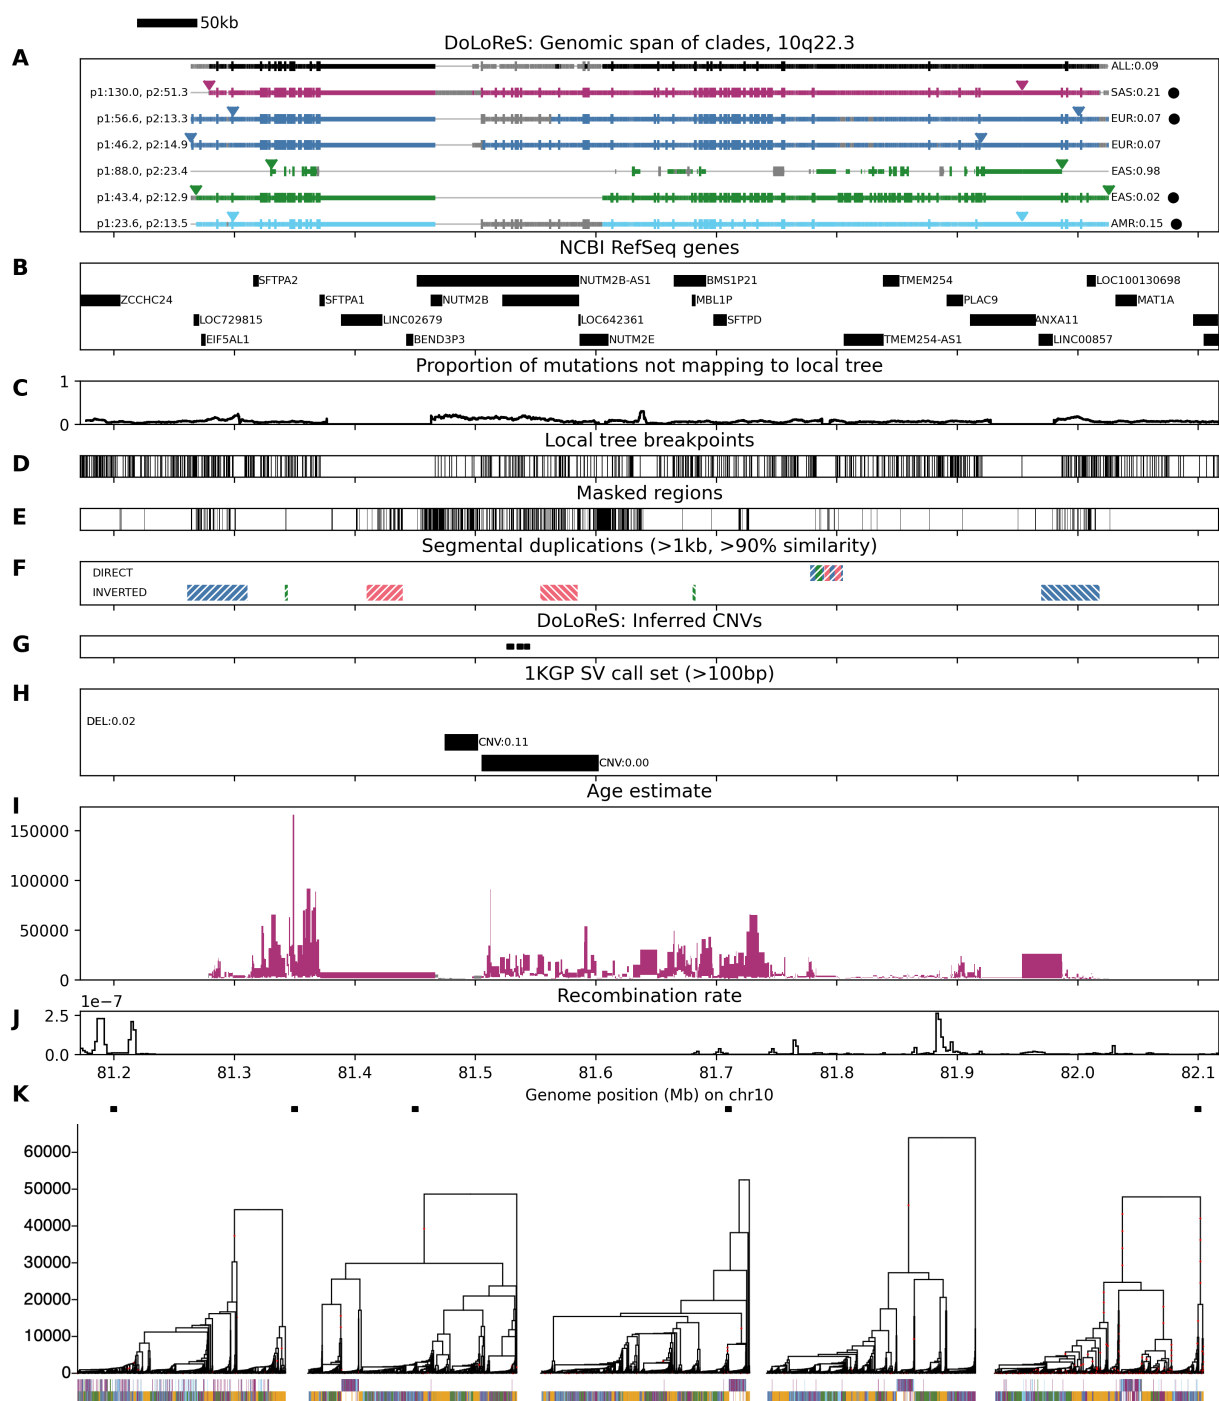 50kb
A
DoLoReS: Genomic span of clades, 10q22.3
ALL:0.09
p1:130.0, p2:51.3 SAS:0.21
p1:56.6, p2:13.3 EUR:0.07
p1:46.2, p2:14.9 EUR:0.07
p1:88.0, p2:23.4 EAS:0.98
p1:43.4, p2:12.9 EAS:0.02
p1:23.6, p2:13.5 AMR:0.15
B
NCBI RefSeq genes
SFTPA2 NUTM2B-AS1 BMS1P21 TMEM254 LOC100130698
ZCCHC24 SFTPA1 NUTM2B MBL1P PLAC9 MAT1A
LOC729815 LINC02679 LOC642361 SFTPD ANXA11
EIF5AL1 BEND3P3 NUTM2E TMEM254-AS1 LINC00857
C
Proportion of mutations not mapping to local tree
1
0
D
Local tree breakpoints
E
Masked regions
F
Segmental duplications (>1kb, >90% similarity)
DIRECT
INVERTED
G
DoLoReS: Inferred CNVs
H
1KGP SV call set (>100bp)
DEL:0.02
CNV:0.11
CNV:0.00
I
Age estimate
150000
100000
50000
0
J
Recombination rate
1e−7
2.5
0.0
81.2 81.3 81.4 81.5 81.6 81.7 81.8 81.9 82.0 82.1
Genome position (Mb) on chr10
K
60000
50000
40000
30000
20000
10000
0